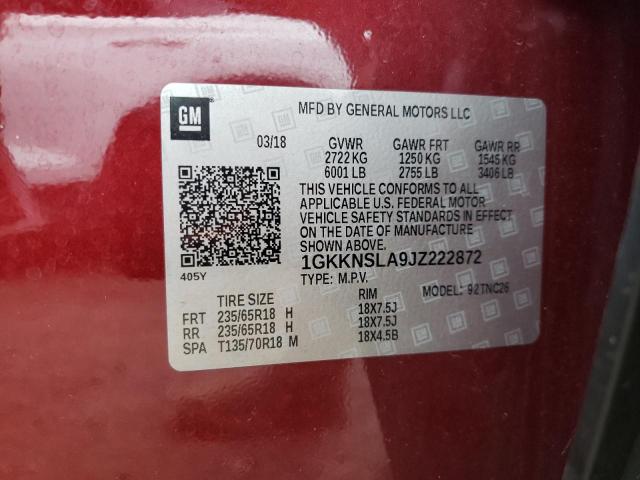 GM
MFD BY GENERAL MOTORS LLC
03/18 GVWR GAWR FRT GAWR RR
2722 KG 1250 KG 1545 KG
6001 LB 2755 LB 3406 LB
THIS VEHICLE CONFORMS TO ALL
APPLICABLE U.S. FEDERAL MOTOR
VEHICLE SAFETY STANDARDS IN EFFECT
ON THE DATE OF MANUFACTURE
SHOWN ABOVE.
1GKKNSLA9JZ222872
405Y
TYPE: M.P.V. MODEL: 92TNC26
TIRE SIZE RIM
FRT 235/65R18 H 18X7.5J
RR 235/65R18 H 18X7.5J
SPA T135/70R18 M 18X4.5B